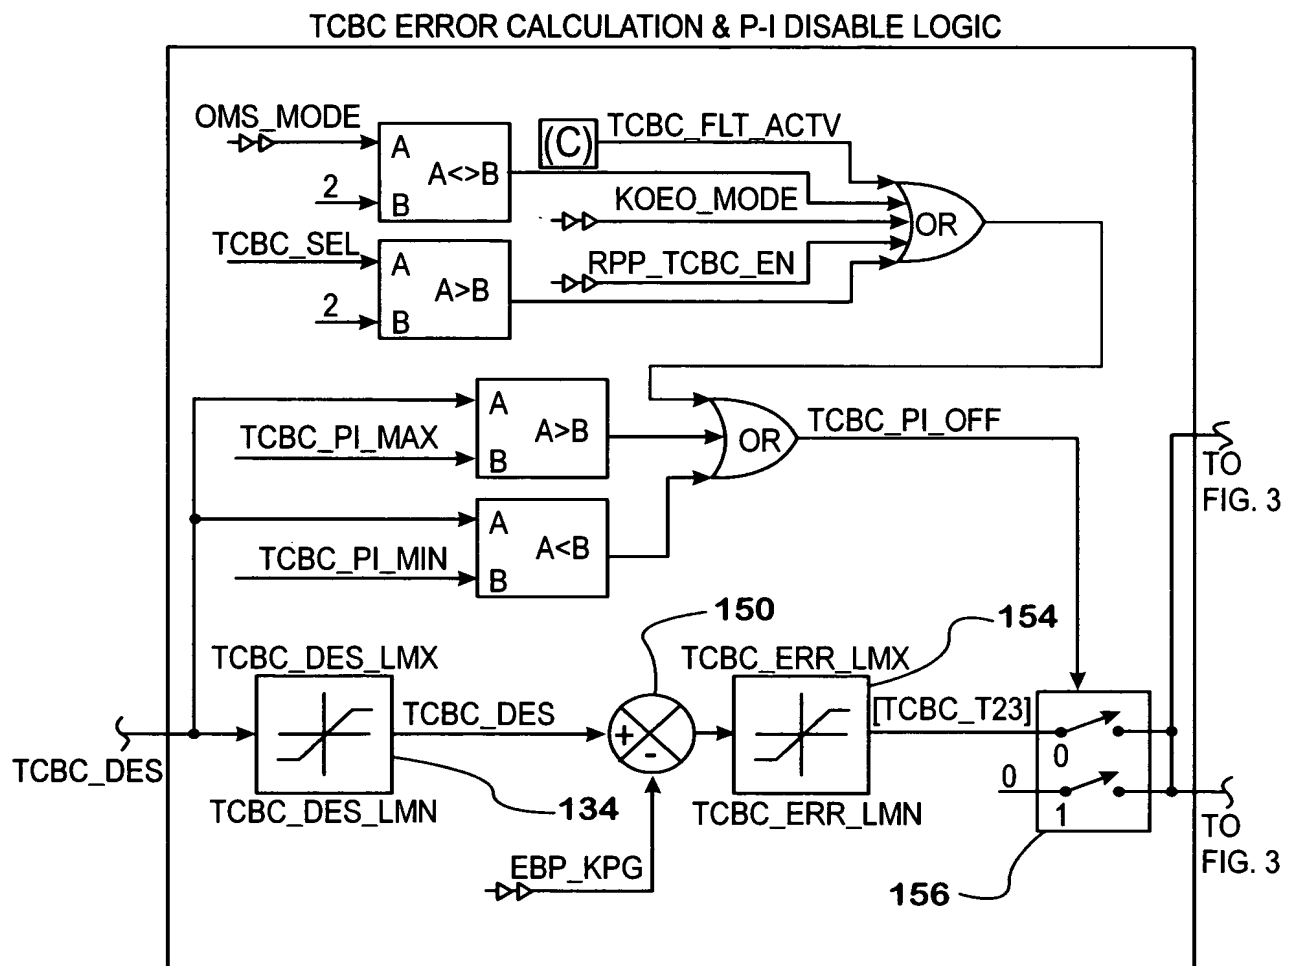 TCBC ERROR CALCULATION & P-I DISABLE LOGIC
OMS_MODE
A
A<>B
2
B
(C)
TCBC_FLT_ACTV
KOEO_MODE
OR
TCBC_SEL
A
A>B
2
B
RPP_TCBC_EN
A
TCBC_PI_MAX
A>B
B
OR
TCBC_PI_OFF
TO
FIG. 3
A
TCBC_PI_MIN
A<B
B
150
154
TCBC_DES_LMX
TCBC_ERR_LMX
TCBC_DES
[TCBC_T23]
+
-
0
TCBC_DES
0
1
TCBC_DES_LMN
134
TCBC_ERR_LMN
TO
FIG. 3
EBP_KPG
156